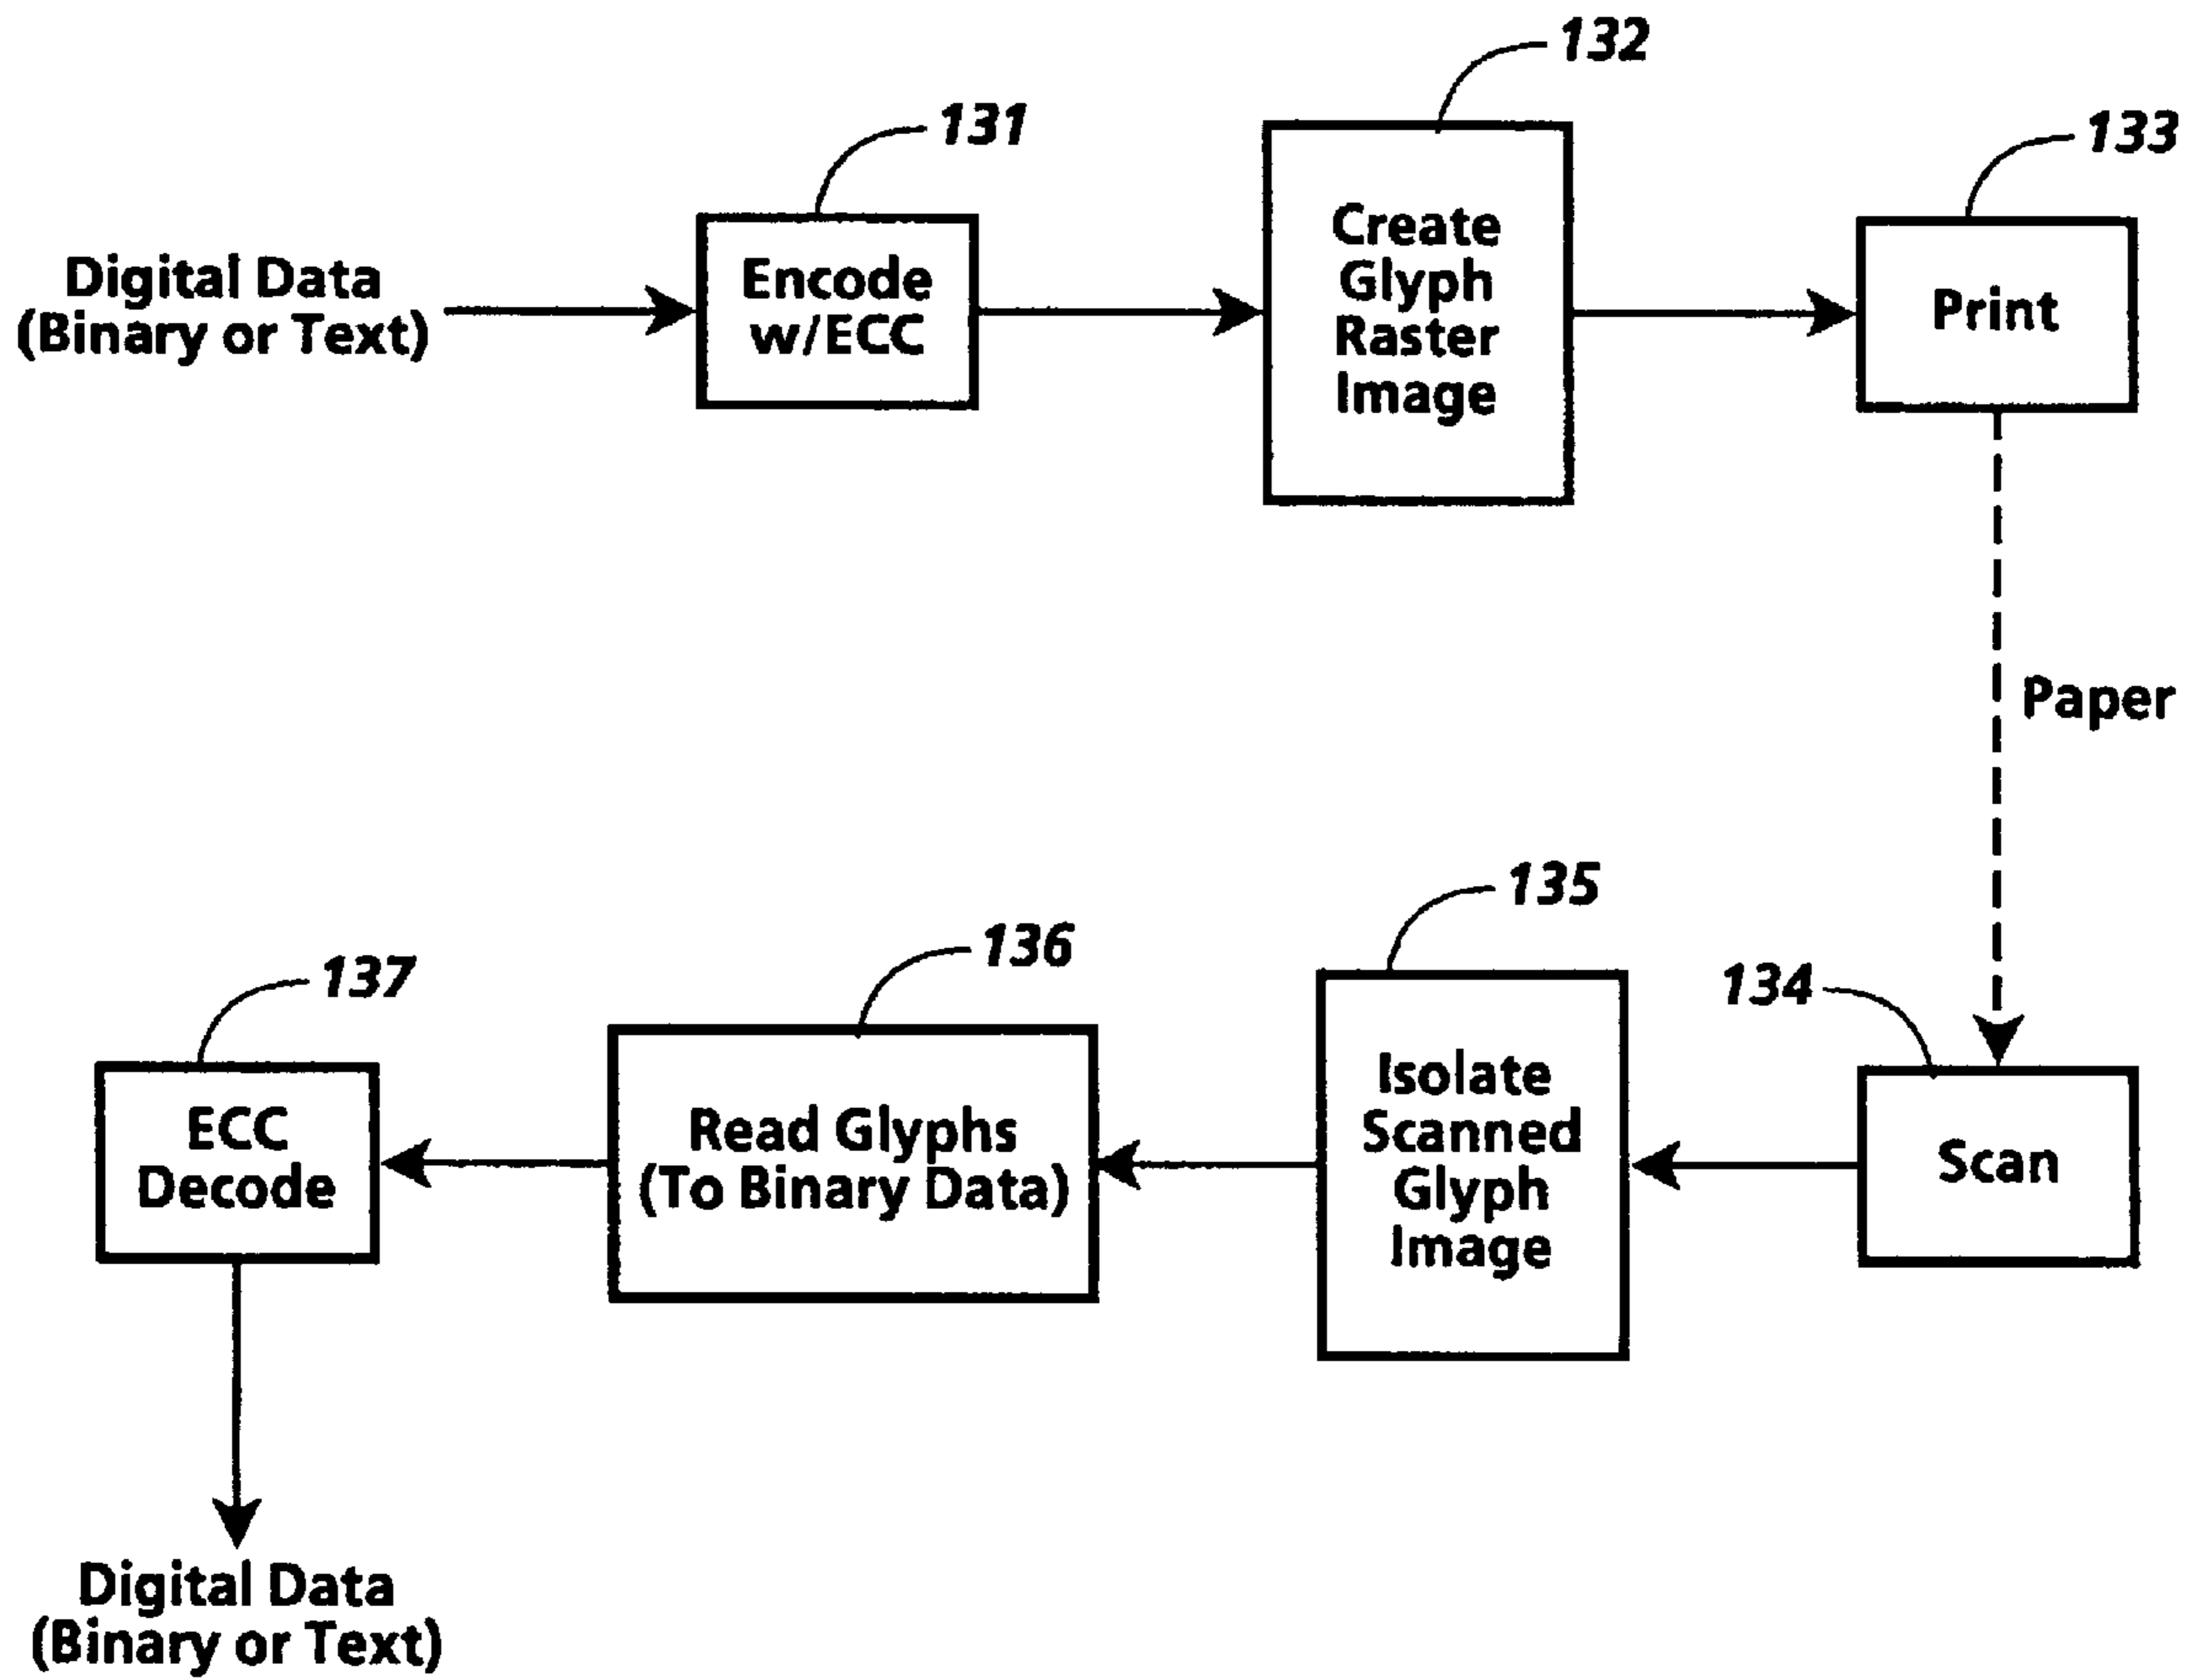 132
131
133
Digital Data
(Binary or Text)
Encode
w/ECC
Create
Glyph
Raster
Image
Print
Paper
135
136
137
134
ECC
Decode
Read Glyphs
(To Binary Data)
Isolate
Scanned
Glyph
Image
Scan
Digital Data
(Binary or Text)